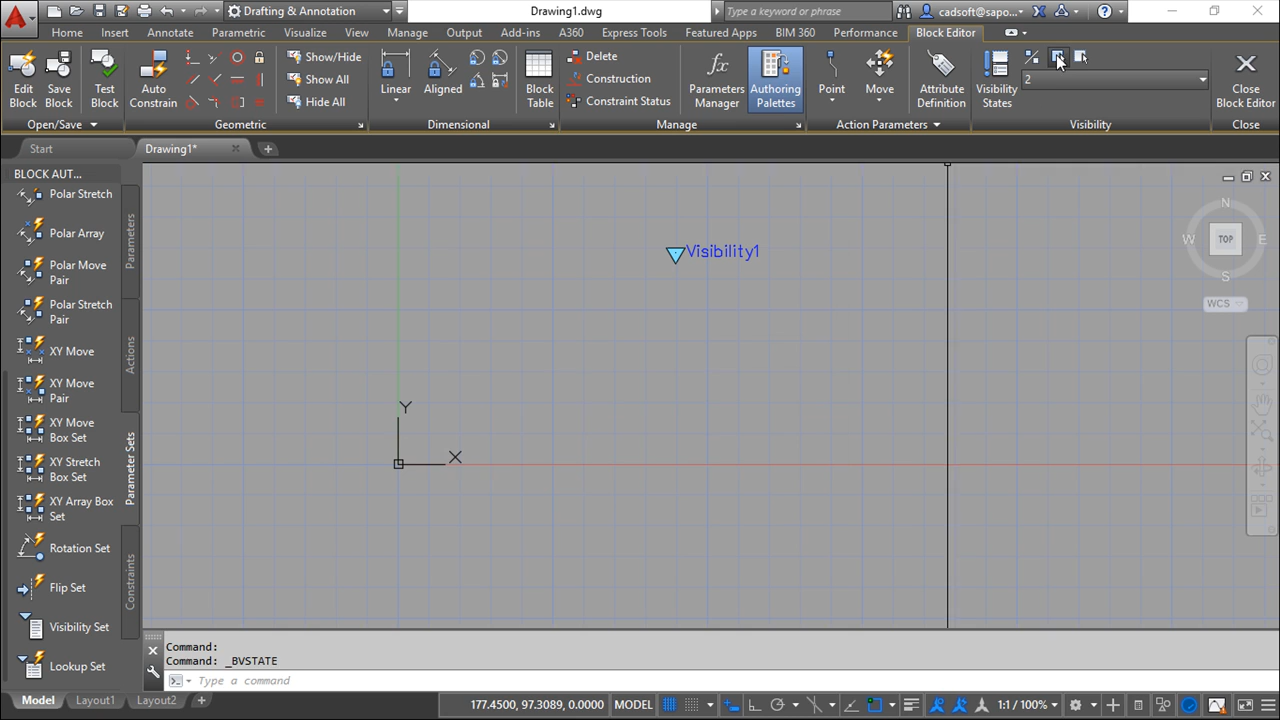 Drafting & Annotation
Drawing1.dwg
Type a keyword or phrase
cadsoft@sapo...
Home Insert Annotate Parametric Visualize View Manage Output Add-ins A360 Express Tools Featured Apps BIM 360 Performance Block Editor
Edit Block
Save Block
Test Block
Open/Save
Auto Constrain
Show/Hide
Show All
Hide All
Geometric
Linear
Aligned
Dimensional
Block Table
Delete
Construction
Constraint Status
Parameters Manager
Authoring Palettes
Manage
Point
Move
Action Parameters
Attribute Definition
Visibility States
2
Visibility
Close Block Editor
Close
Start
Drawing1*
BLOCK AUT...
Polar Stretch
Polar Array
Polar Move
Pair
Polar Stretch
Pair
XY Move
XY Move
Pair
XY Move
Box Set
XY Stretch
Box Set
XY Array Box
Set
Rotation Set
Flip Set
Visibility Set
Lookup Set
Parameters
Actions
Parameter Sets
Constraints
Visibility1
Y
X
N
W TOP E
S
WCS
Command:
Command: _BVSTATE
Type a command
Model Layout1 Layout2
177.4500, 97.3089, 0.0000 MODEL
1:1 / 100%